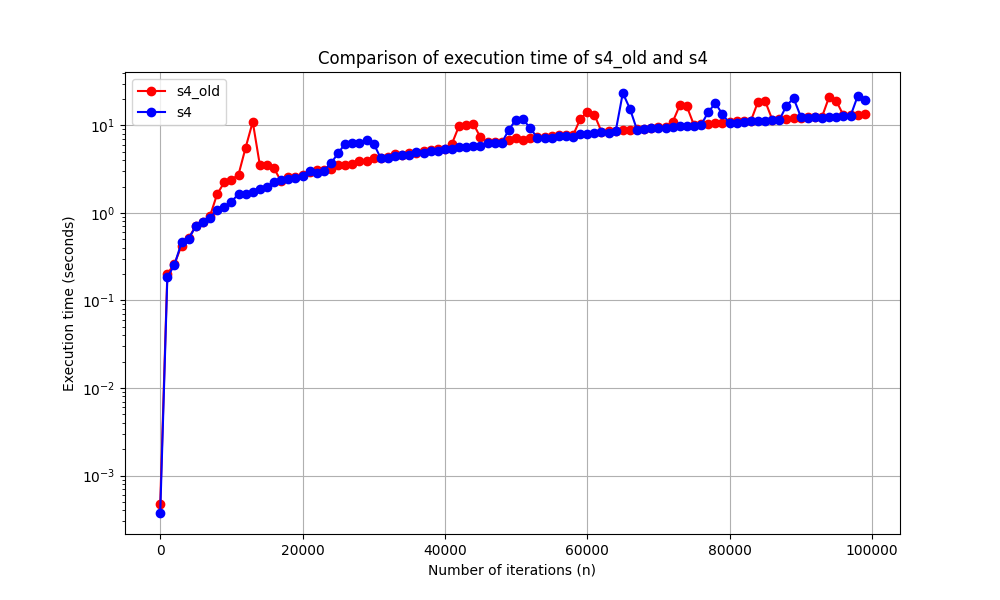 Comparison of execution time of s4_old and s4
s4_old
s4
Execution time (seconds)
10¹
10⁰
10⁻¹
10⁻²
10⁻³
0 20000 40000 60000 80000 100000
Number of iterations (n)